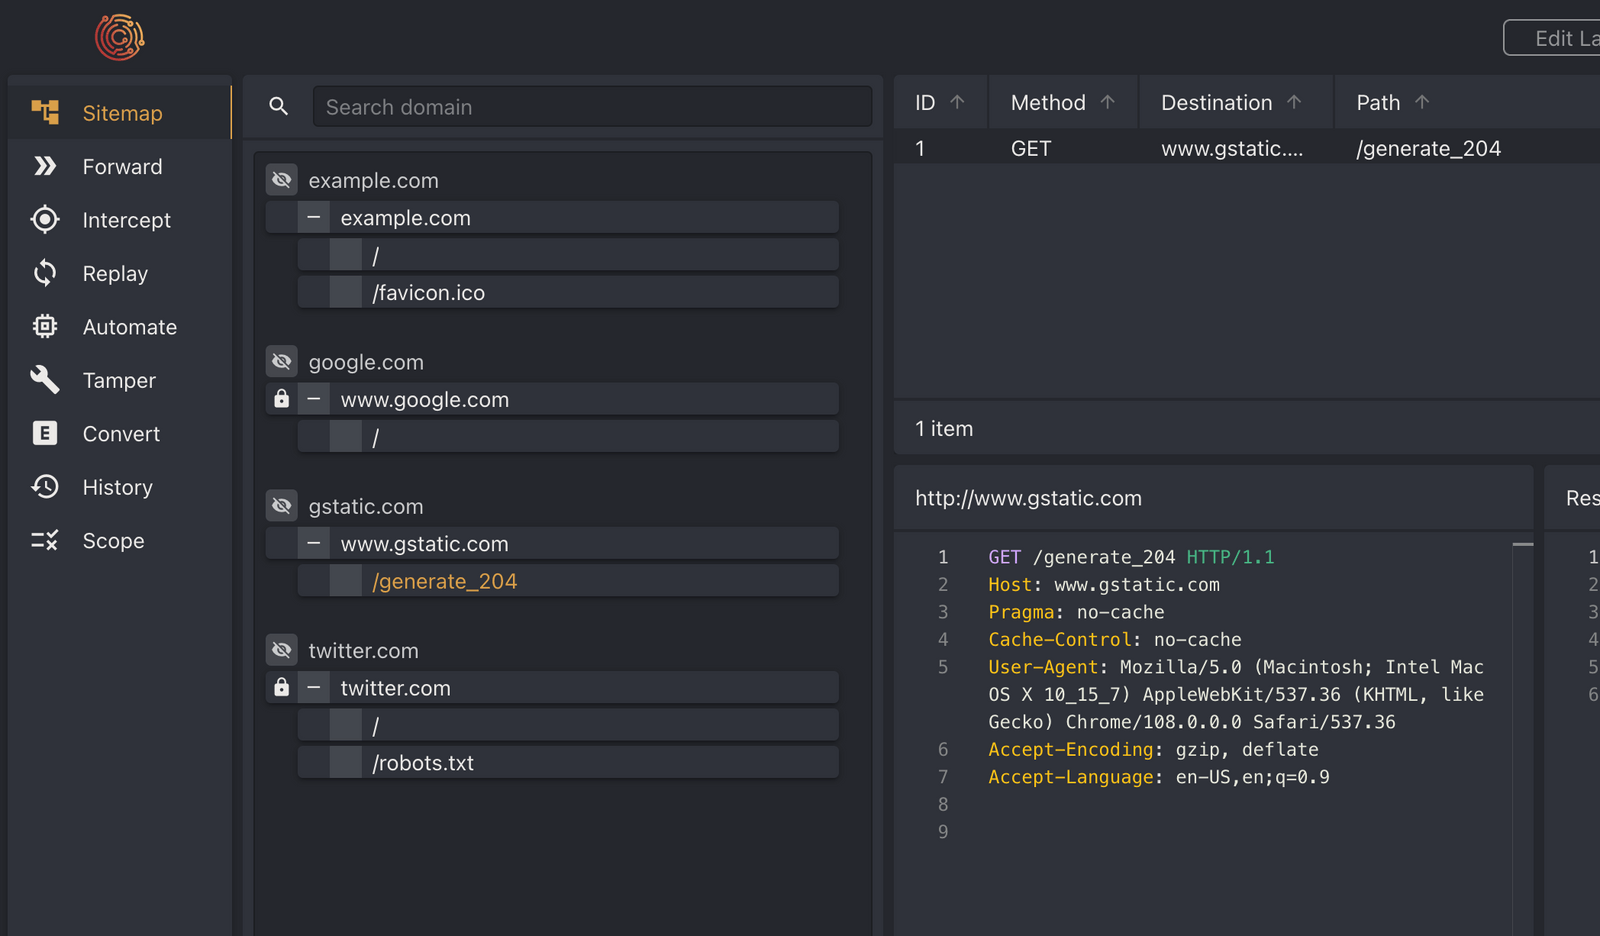 Edit La
Sitemap
Forward
Intercept
Replay
Automate
Tamper
Convert
E
History
Scope
Search domain
example.com
– example.com
/
/favicon.ico
google.com
– www.google.com
/
gstatic.com
– www.gstatic.com
/generate_204
twitter.com
– twitter.com
/
/robots.txt
ID Method Destination Path
1 GET www.gstatic.... /generate_204
1 item
http://www.gstatic.com
1 GET /generate_204 HTTP/1.1
2 Host: www.gstatic.com
3 Pragma: no-cache
4 Cache-Control: no-cache
5 User-Agent: Mozilla/5.0 (Macintosh; Intel Mac
OS X 10_15_7) AppleWebKit/537.36 (KHTML, like
Gecko) Chrome/108.0.0.0 Safari/537.36
6 Accept-Encoding: gzip, deflate
7 Accept-Language: en-US,en;q=0.9
8
9
Res
1
2
3
4
5
6